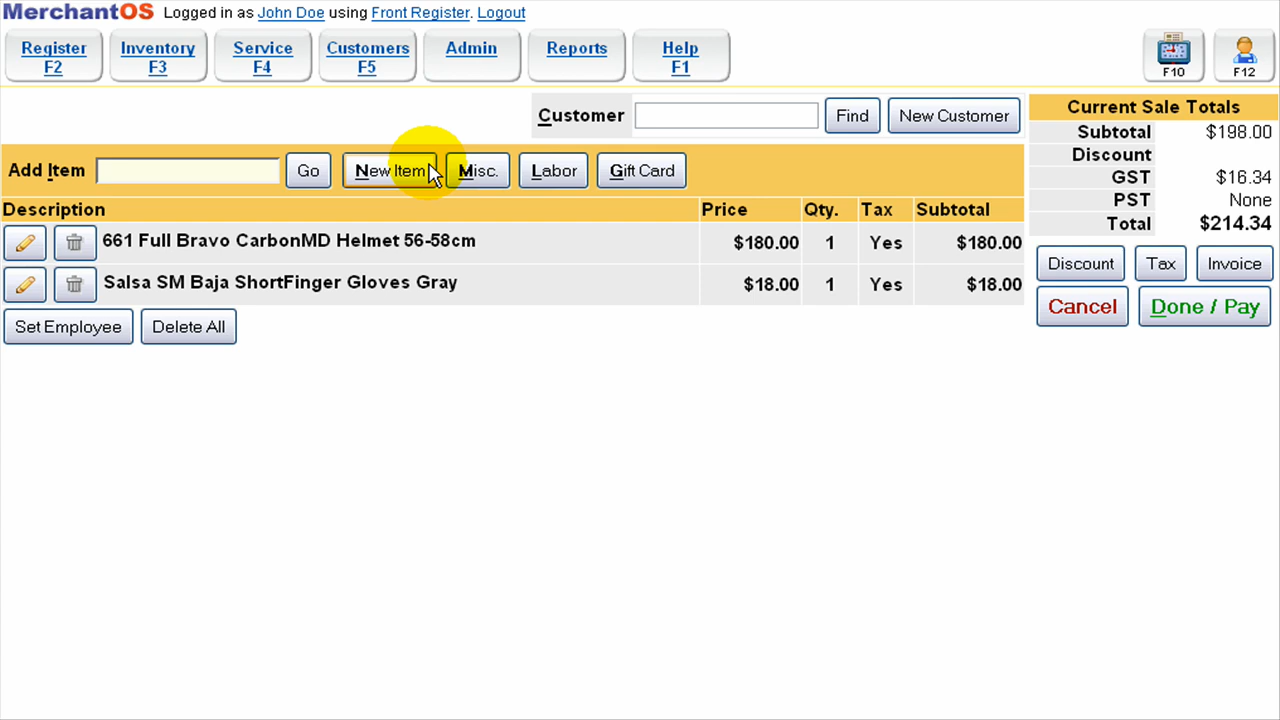 MerchantOS Logged in as John Doe using Front Register. Logout
Register F2
Inventory F3
Service F4
Customers F5
Admin
Reports
Help F1
F10
F12
Customer
Find
New Customer
Add Item
Go
New Item
Misc.
Labor
Gift Card
Description Price Qty. Tax Subtotal
661 Full Bravo CarbonMD Helmet 56-58cm $180.00 1 Yes $180.00
Salsa SM Baja ShortFinger Gloves Gray $18.00 1 Yes $18.00
Set Employee
Delete All
Current Sale Totals
Subtotal $198.00
Discount
GST $16.34
PST None
Total $214.34
Discount
Tax
Invoice
Cancel
Done / Pay